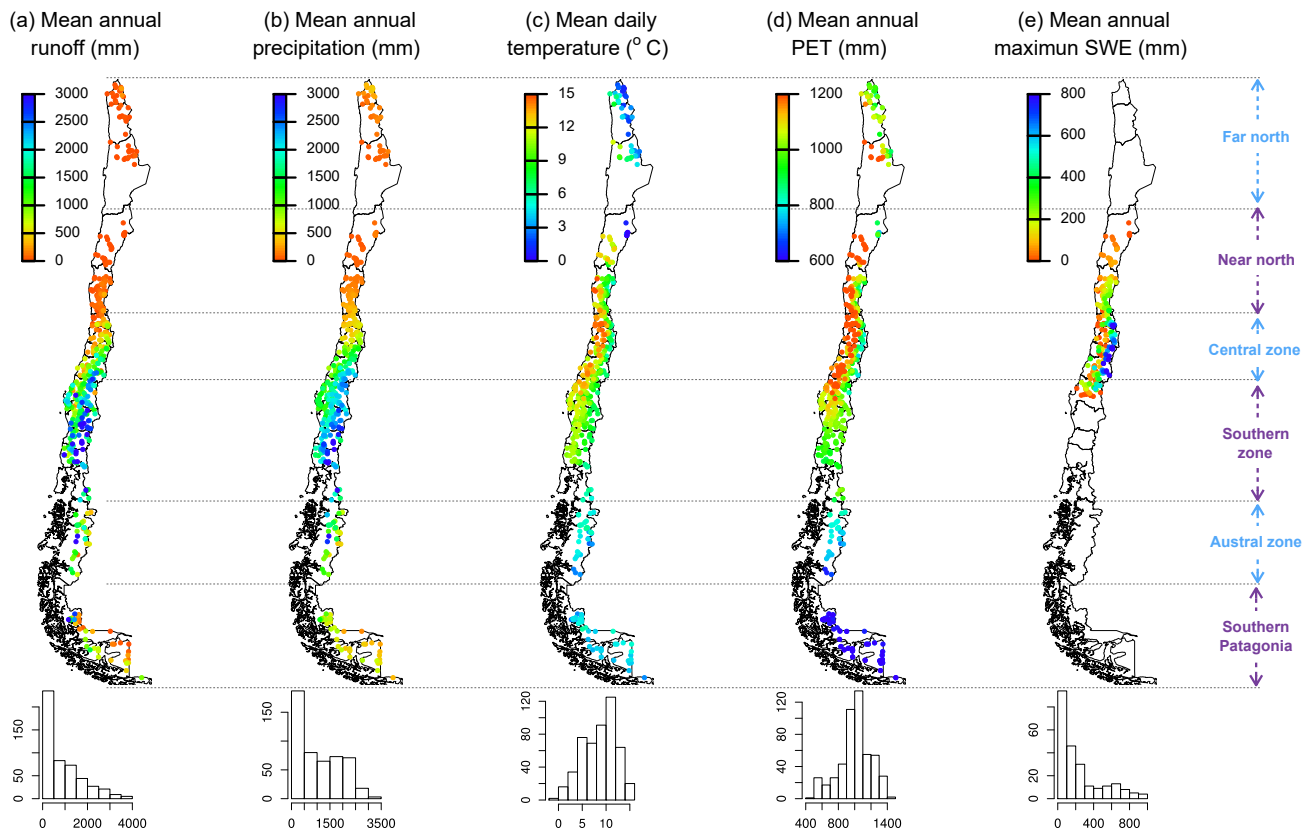 (a) Mean annual
runoff (mm)
(b) Mean annual
precipitation (mm)
(c) Mean daily
temperature (° C)
(d) Mean annual
PET (mm)
(e) Mean annual
maximun SWE (mm)
3000
2500
2000
1500
1000
500
0
3000
2500
2000
1500
1000
500
0
15
12
9
6
3
0
1200
1000
800
600
800
600
400
200
0
Far north
Near north
Central zone
Southern
zone
Austral zone
Southern
Patagonia
150
50
0
0 2000 4000
150
50
0
0 1500 3500
120
80
40
0
0 5 10
120
80
40
0
400 800 1400
60
20
0
0 400 800